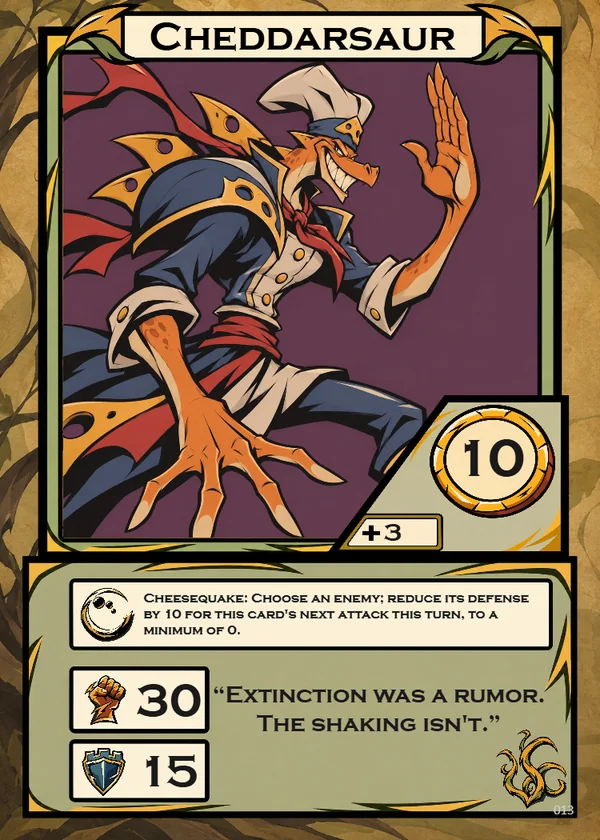 Cheddarsaur
10
+3
Cheesequake: Choose an enemy; reduce its defense
by 10 for this card's next attack this turn, to a
minimum of 0.
30
“Extinction was a rumor.
The shaking isn't.”
15
013